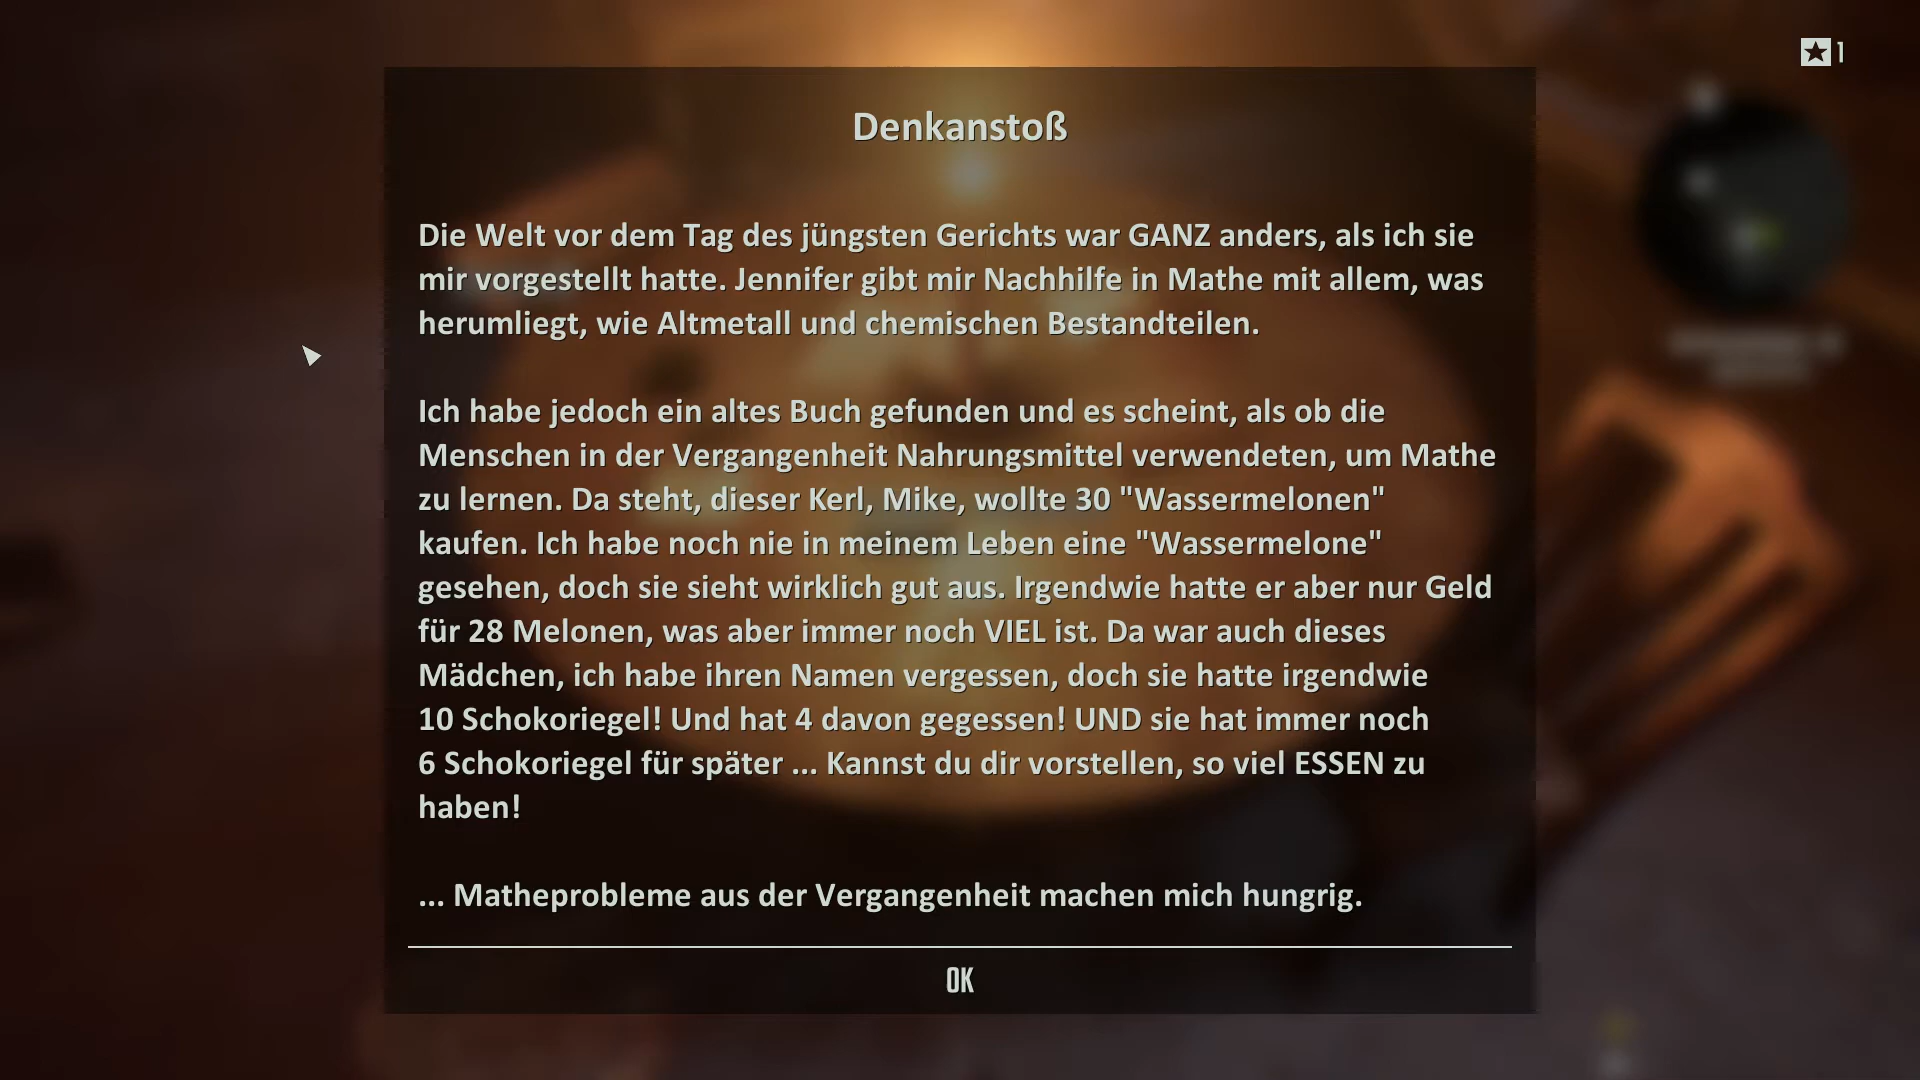 1
Denkanstoß
Die Welt vor dem Tag des jüngsten Gerichts war GANZ anders, als ich sie
mir vorgestellt hatte. Jennifer gibt mir Nachhilfe in Mathe mit allem, was
herumliegt, wie Altmetall und chemischen Bestandteilen.
Ich habe jedoch ein altes Buch gefunden und es scheint, als ob die
Menschen in der Vergangenheit Nahrungsmittel verwendeten, um Mathe
zu lernen. Da steht, dieser Kerl, Mike, wollte 30 "Wassermelonen"
kaufen. Ich habe noch nie in meinem Leben eine "Wassermelone"
gesehen, doch sie sieht wirklich gut aus. Irgendwie hatte er aber nur Geld
für 28 Melonen, was aber immer noch VIEL ist. Da war auch dieses
Mädchen, ich habe ihren Namen vergessen, doch sie hatte irgendwie
10 Schokoriegel! Und hat 4 davon gegessen! UND sie hat immer noch
6 Schokoriegel für später ... Kannst du dir vorstellen, so viel ESSEN zu
haben!
... Matheprobleme aus der Vergangenheit machen mich hungrig.
OK